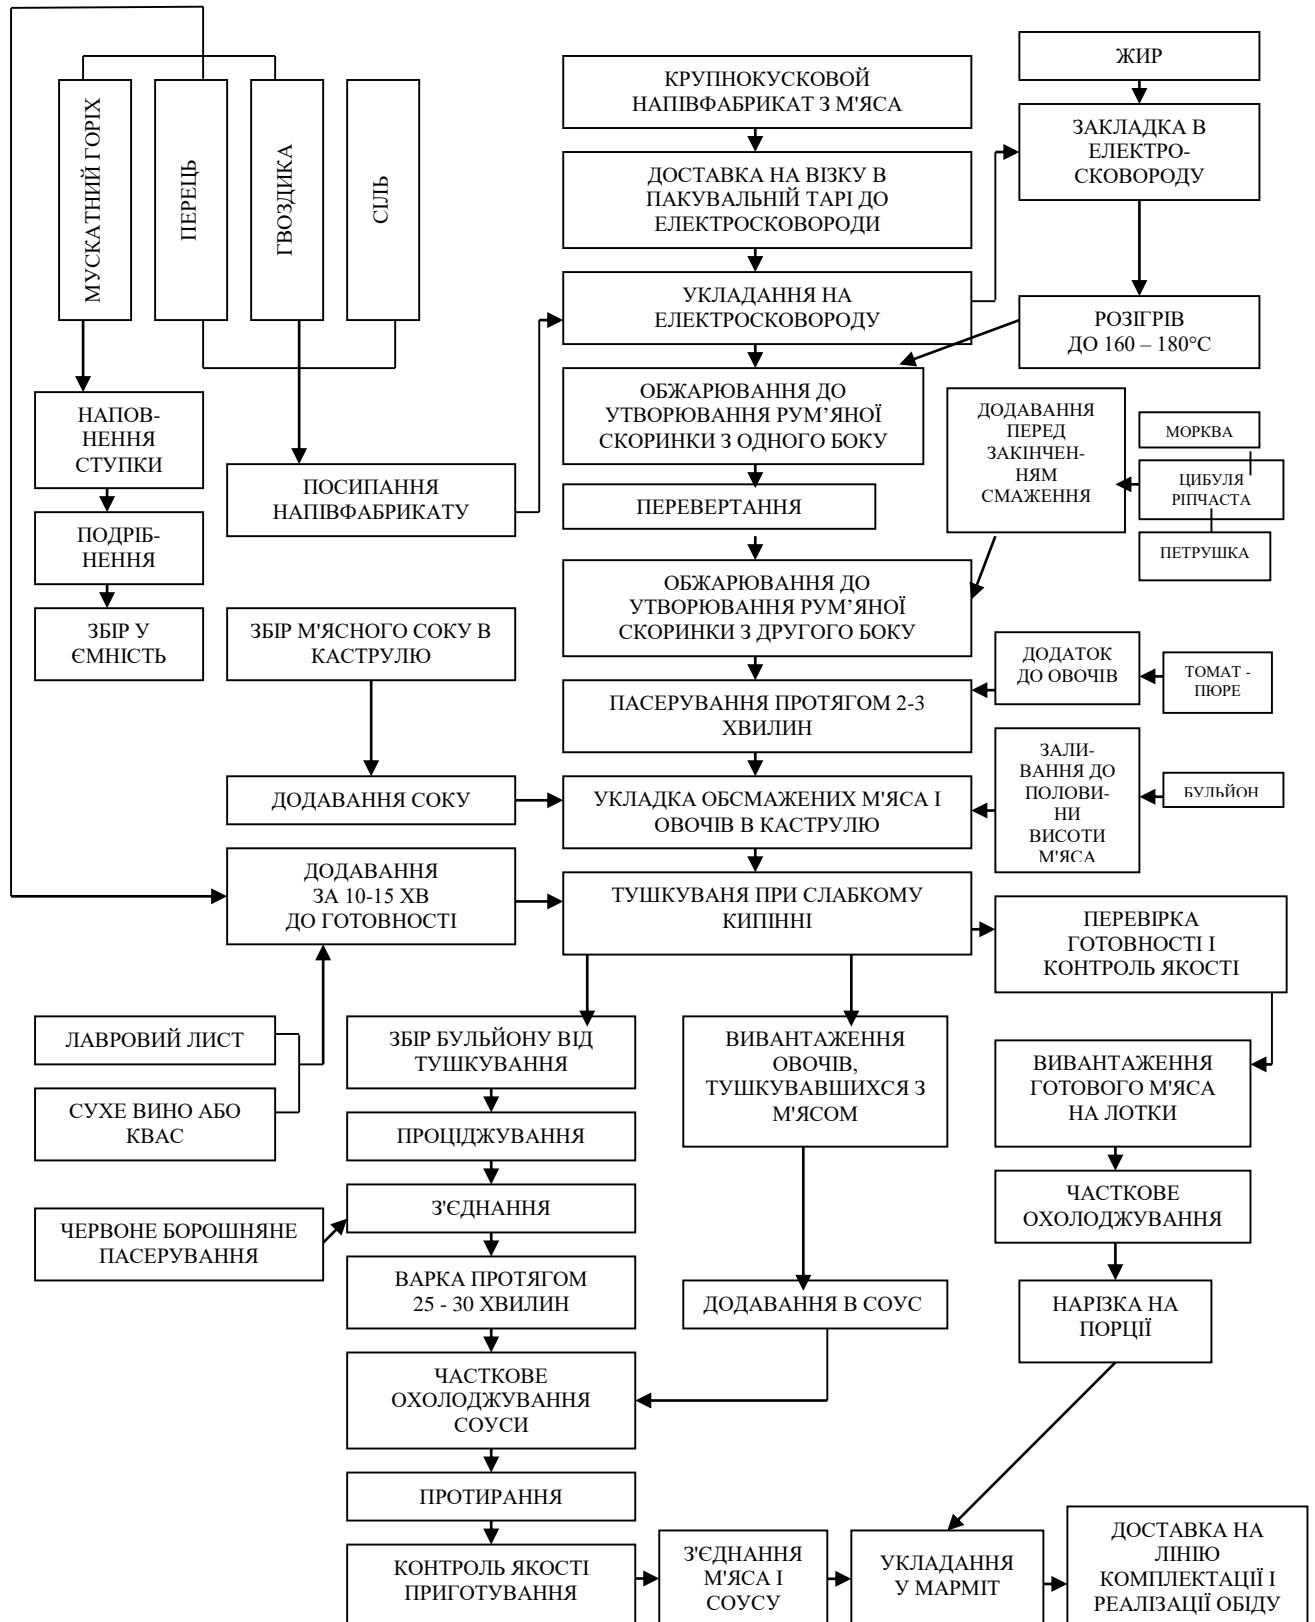 ЖИР
КРУПНОКУСКОВОЙ
НАПІВФАБРИКАТ З М'ЯСА
МУСКАТНИЙ ГОРІХ
ПЕРЕЦЬ
ГВОЗДИКА
СІЛЬ
ЗАКЛАДКА В
ЕЛЕКТРО-
СКОВОРОДУ
ДОСТАВКА НА ВІЗКУ В
ПАКУВАЛЬНІЙ ТАРІ ДО
ЕЛЕКТРОСКОВОРОДИ
УКЛАДАННЯ НА
ЕЛЕКТРОСКОВОРОДУ
РОЗІГРІВ
ДО 160 – 180°С
ОБЖАРЮВАННЯ ДО
УТВОРЮВАННЯ РУМ’ЯНОЇ
СКОРИНКИ З ОДНОГО БОКУ
НАПОВ-
НЕННЯ
СТУПКИ
ДОДАВАННЯ
ПЕРЕД
ЗАКІНЧЕН-
НЯМ
СМАЖЕННЯ
МОРКВА
ЦИБУЛЯ
РІПЧАСТА
ПЕТРУШКА
ПОСИПАННЯ
НАПІВФАБРИКАТУ
ПЕРЕВЕРТАННЯ
ПОДРІБ-
НЕННЯ
ОБЖАРЮВАННЯ ДО
УТВОРЮВАННЯ РУМ’ЯНОЇ
СКОРИНКИ З ДРУГОГО БОКУ
ЗБІР У
ЄМНІСТЬ
ЗБІР М'ЯСНОГО СОКУ В
КАСТРУЛЮ
ДОДАТОК
ДО ОВОЧІВ
ТОМАТ -
ПЮРЕ
ПАСЕРУВАННЯ ПРОТЯГОМ 2-3
ХВИЛИН
ЗАЛИ-
ВАННЯ ДО
ПОЛОВИ-
НИ
ВИСОТИ
М'ЯСА
БУЛЬЙОН
ДОДАВАННЯ СОКУ
УКЛАДКА ОБСМАЖЕНИХ М'ЯСА І
ОВОЧІВ В КАСТРУЛЮ
ДОДАВАННЯ
ЗА 10-15 ХВ
ДО ГОТОВНОСТІ
ТУШКУВАНЯ ПРИ СЛАБКОМУ
КИПІННІ
ПЕРЕВІРКА
ГОТОВНОСТІ І
КОНТРОЛЬ ЯКОСТІ
ЛАВРОВИЙ ЛИСТ
ЗБІР БУЛЬЙОНУ ВІД
ТУШКУВАННЯ
ВИВАНТАЖЕННЯ
ОВОЧІВ,
ТУШКУВАВШИХСЯ З
М'ЯСОМ
ВИВАНТАЖЕННЯ
ГОТОВОГО М'ЯСА
НА ЛОТКИ
СУХЕ ВИНО АБО
КВАС
ПРОЦІДЖУВАННЯ
З'ЄДНАННЯ
ЧАСТКОВЕ
ОХОЛОДЖУВАННЯ
ЧЕРВОНЕ БОРОШНЯНЕ
ПАСЕРУВАННЯ
ВАРКА ПРОТЯГОМ
25 - 30 ХВИЛИН
ДОДАВАННЯ В СОУС
НАРІЗКА НА
ПОРЦІЇ
ЧАСТКОВЕ
ОХОЛОДЖУВАННЯ
СОУСИ
ПРОТИРАННЯ
КОНТРОЛЬ ЯКОСТІ
ПРИГОТУВАННЯ
З'ЄДНАННЯ
М'ЯСА І
СОУСУ
УКЛАДАННЯ
У МАРМІТ
ДОСТАВКА НА
ЛІНІЮ
КОМПЛЕКТАЦІЇ І
РЕАЛІЗАЦІЇ ОБІДУ